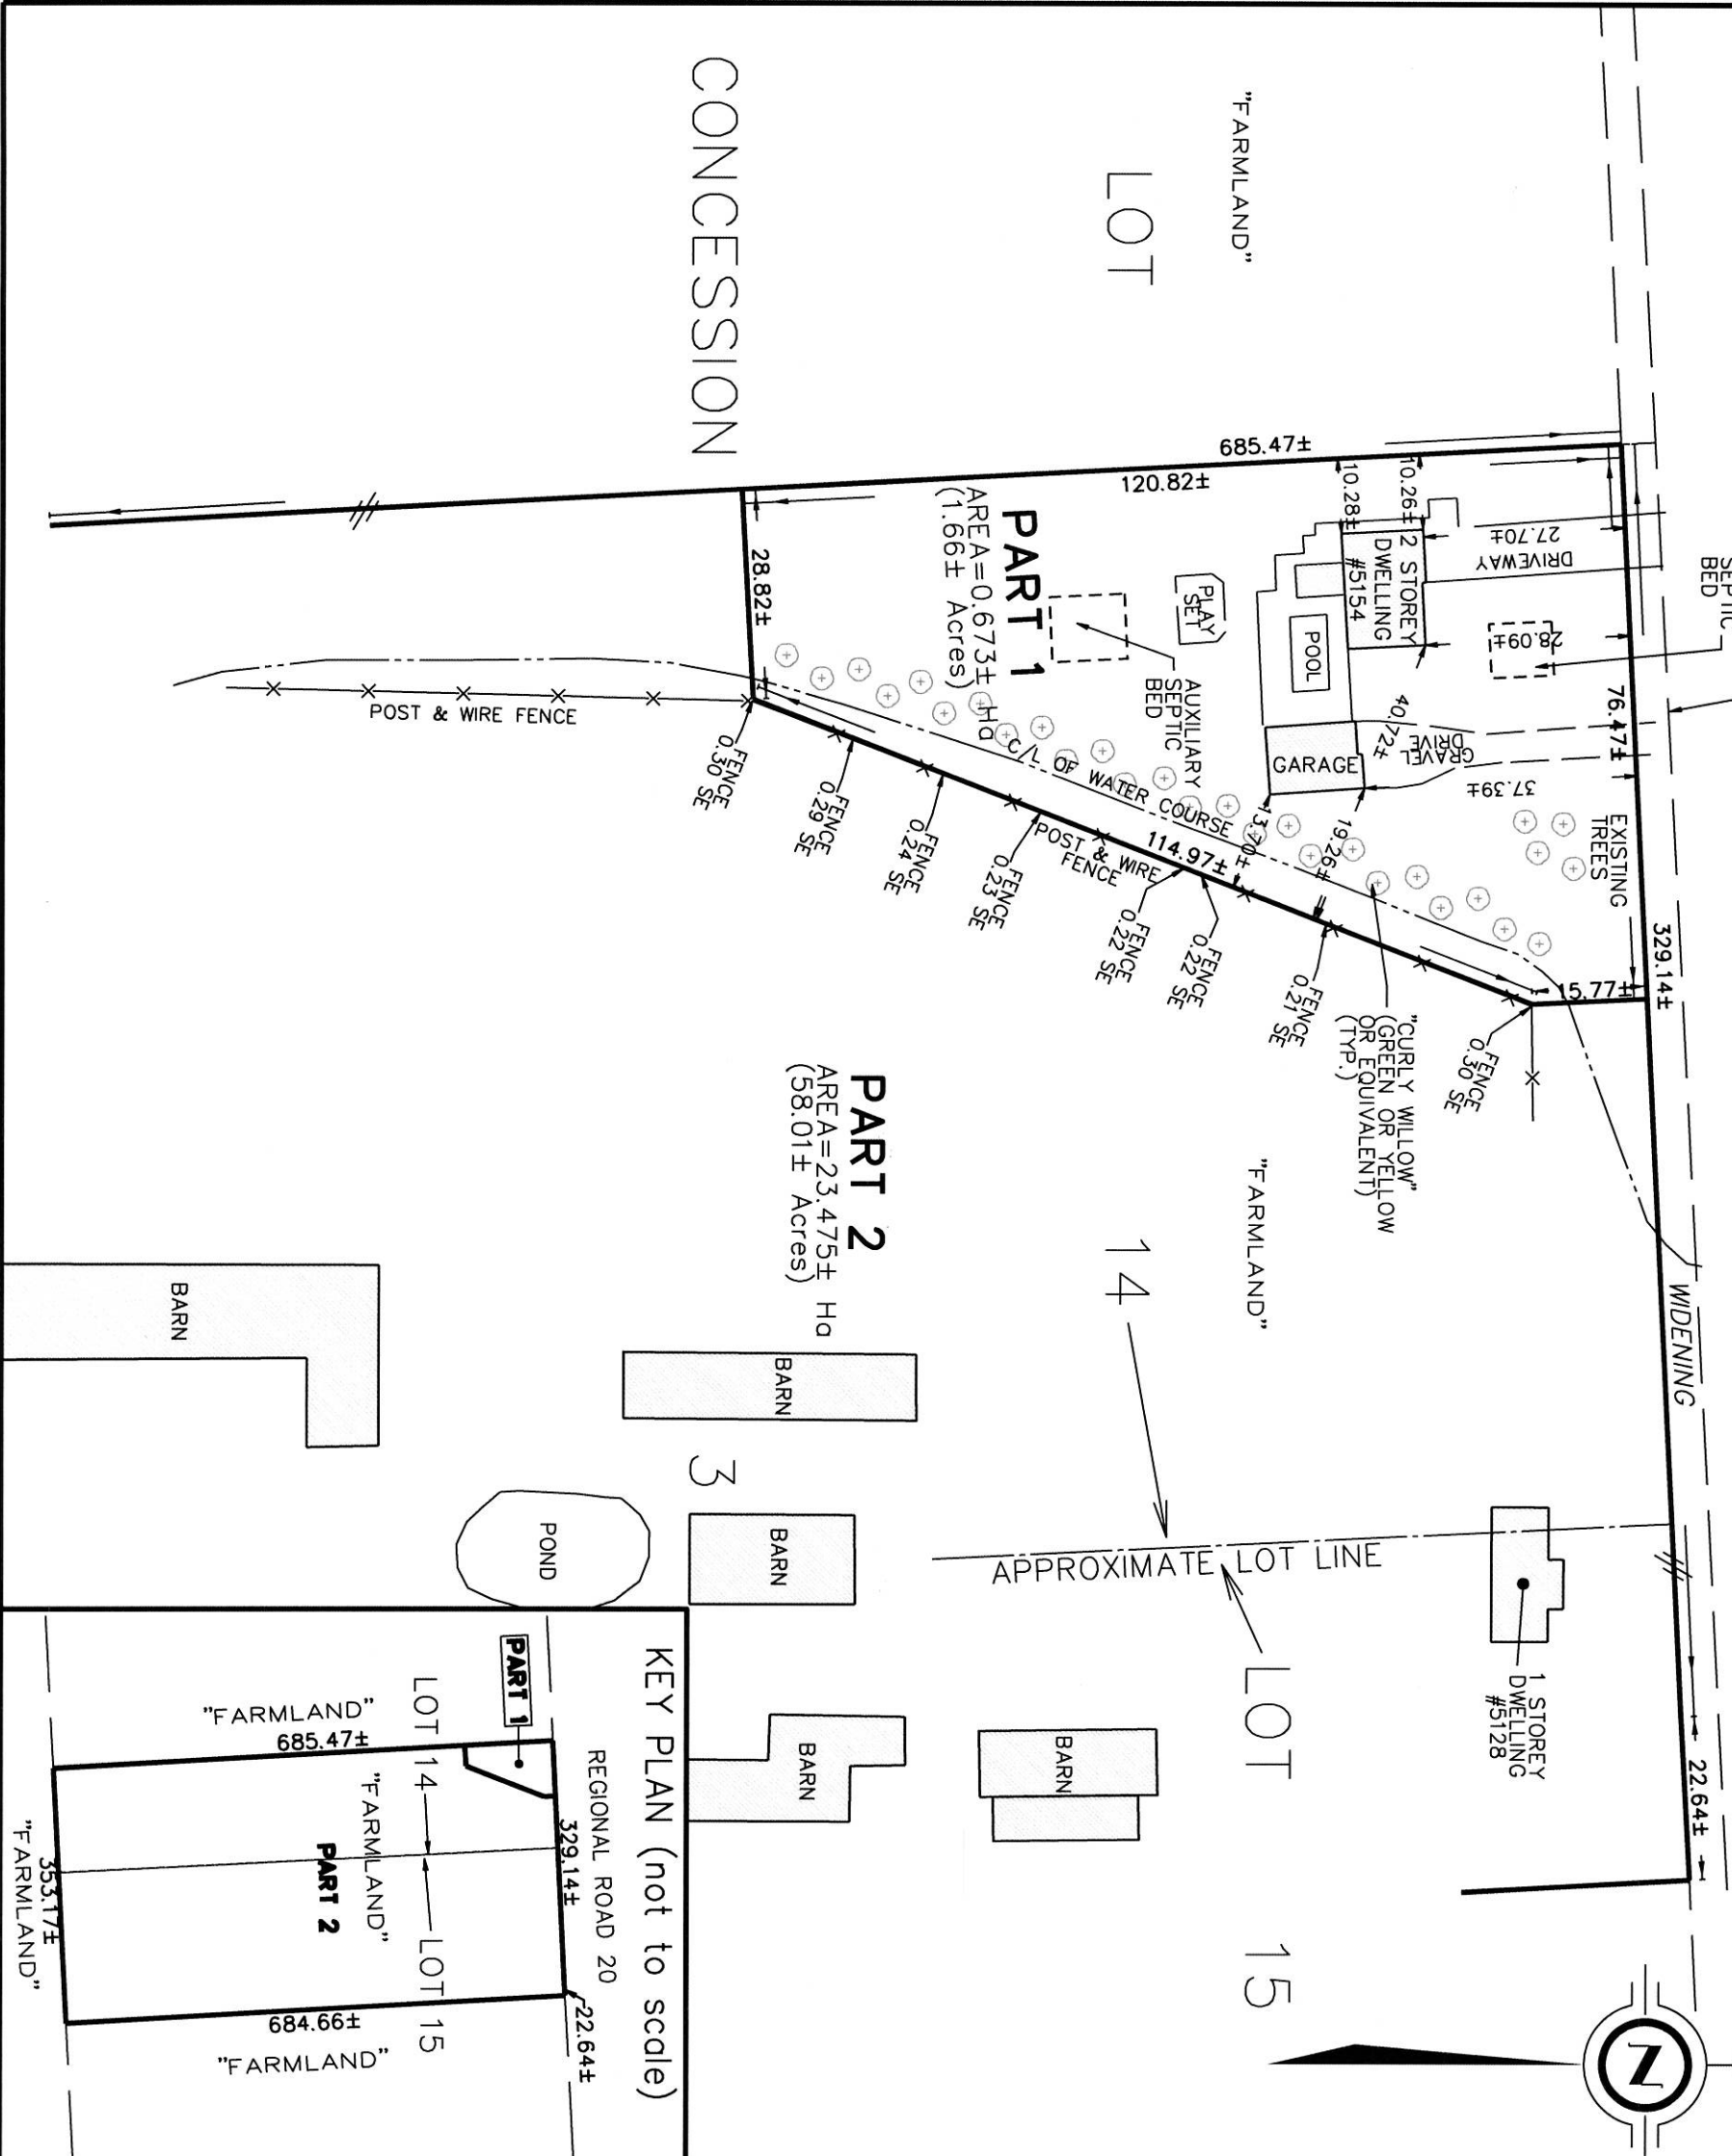 SEPTIC
BED
WIDENING
329.14±
22.64±
76.47±
EXISTING
TREES
15.77±
DRIVEWAY
27.70±
28.09±
GRAVEL
DRIVE
40.72±
37.39±
685.47±
120.82±
10.26±
10.28±
2 STOREY
DWELLING
#5154
POOL
GARAGE
PLAY
SET
AUXILIARY
SEPTIC
BED
13.70±
19.26±
"FARMLAND"
LOT
CONCESSION
PART 1
AREA=0.673± Ha
(1.66± Acres)
28.82±
C/L OF WATER COURSE
114.97±
POST & WIRE
FENCE
POST & WIRE FENCE
FENCE
0.30 SE
FENCE
0.29 SE
FENCE
0.24 SE
FENCE
0.23 SE
FENCE
0.22 SE
FENCE
0.22 SE
FENCE
0.21 SE
FENCE
0.30 SE
"CURLY WILLOW"
(GREEN OR YELLOW
OR EQUIVALENT)
(TYP.)
"FARMLAND"
14
PART 2
AREA=23.475± Ha
(58.01± Acres)
3
BARN
BARN
BARN
BARN
BARN
POND
APPROXIMATE LOT LINE
LOT
15
1 STOREY
DWELLING
#5128
N
KEY PLAN (not to scale)
REGIONAL ROAD 20
329.14±
22.64±
PART 1
LOT 14
LOT 15
"FARMLAND"
685.47±
"FARMLAND"
PART 2
684.66±
"FARMLAND"
353.17±
"FARMLAND"